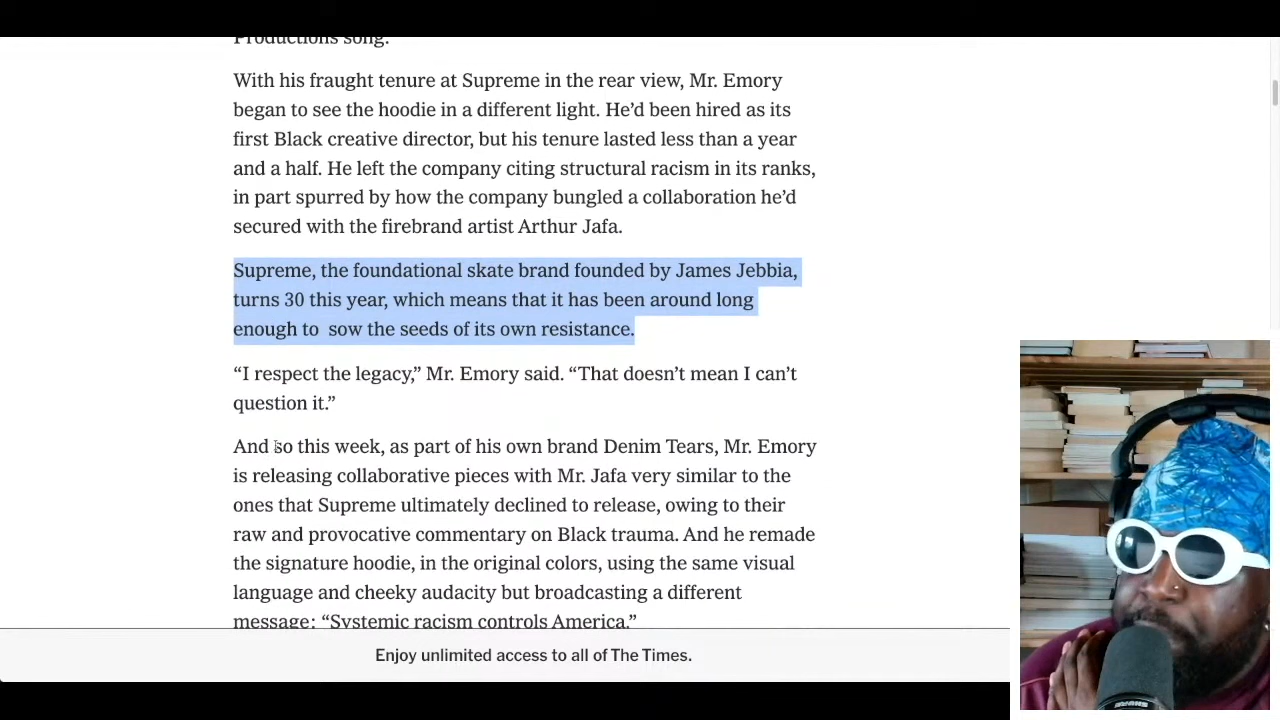 Productions song.
With his fraught tenure at Supreme in the rear view, Mr. Emory
began to see the hoodie in a different light. He’d been hired as its
first Black creative director, but his tenure lasted less than a year
and a half. He left the company citing structural racism in its ranks,
in part spurred by how the company bungled a collaboration he’d
secured with the firebrand artist Arthur Jafa.
Supreme, the foundational skate brand founded by James Jebbia,
turns 30 this year, which means that it has been around long
enough to  sow the seeds of its own resistance.
“I respect the legacy,” Mr. Emory said. “That doesn’t mean I can’t
question it.”
And so this week, as part of his own brand Denim Tears, Mr. Emory
is releasing collaborative pieces with Mr. Jafa very similar to the
ones that Supreme ultimately declined to release, owing to their
raw and provocative commentary on Black trauma. And he remade
the signature hoodie, in the original colors, using the same visual
language and cheeky audacity but broadcasting a different
message: “Systemic racism controls America.”
Enjoy unlimited access to all of The Times.
SHURE